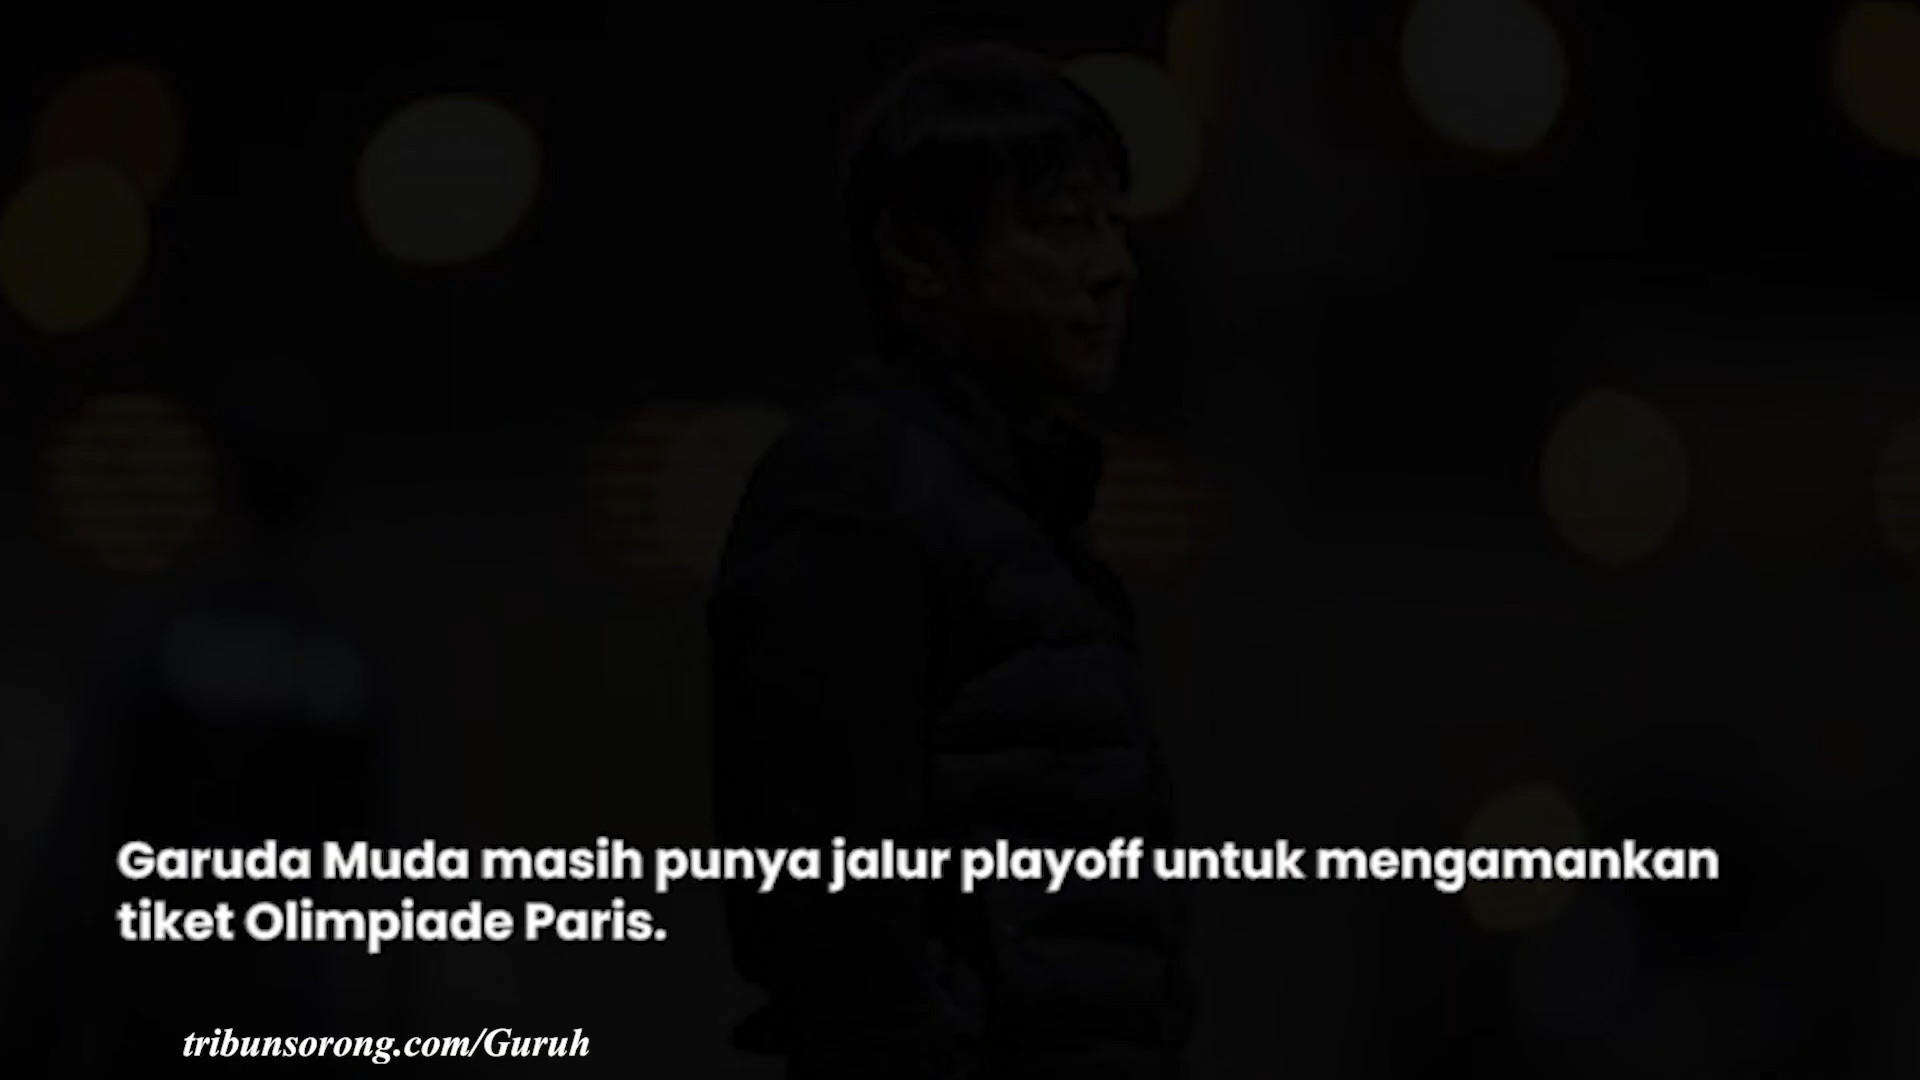 Garuda Muda masih punya jalur playoff untuk mengamankan
tiket Olimpiade Paris.
tribunsorong.com/Guruh